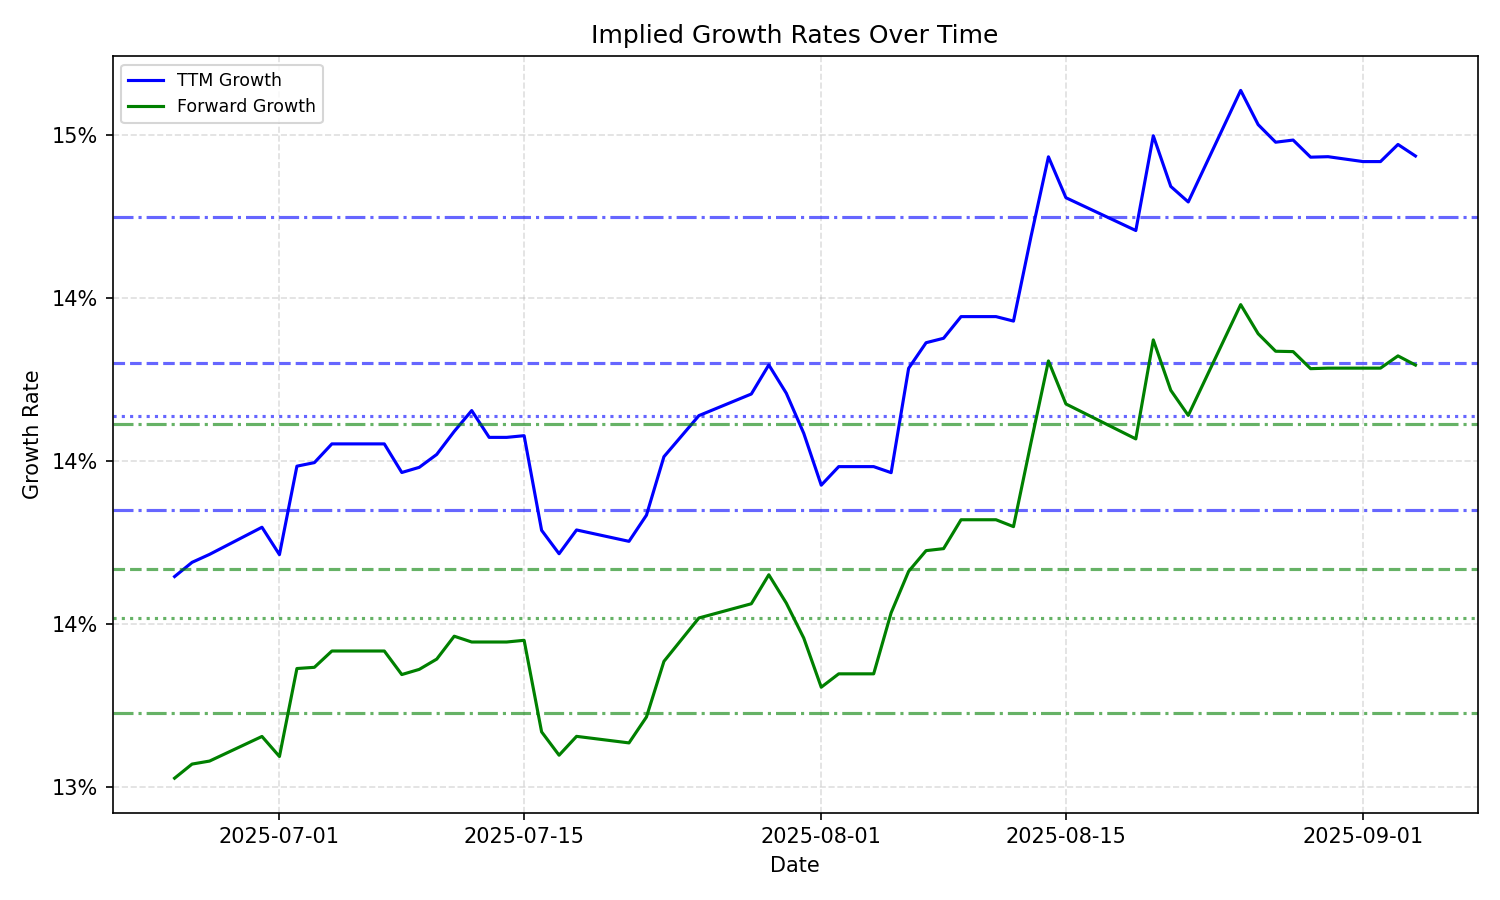 Implied Growth Rates Over Time
TTM Growth
Forward Growth
15%
14%
14%
14%
13%
Growth Rate
2025-07-01
2025-07-15
2025-08-01
2025-08-15
2025-09-01
Date